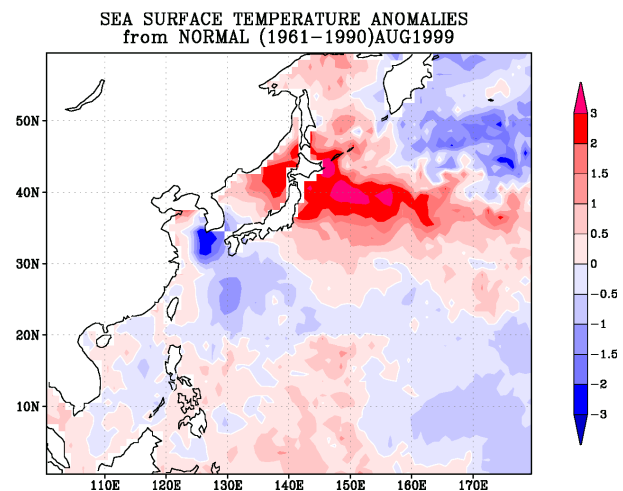 SEA SURFACE TEMPERATURE ANOMALIES
from NORMAL (1961-1990)AUG1999
50N
40N
30N
20N
10N
110E 120E 130E 140E 150E 160E 170E
3
2
1.5
1
0.5
0
-0.5
-1
-1.5
-2
-3